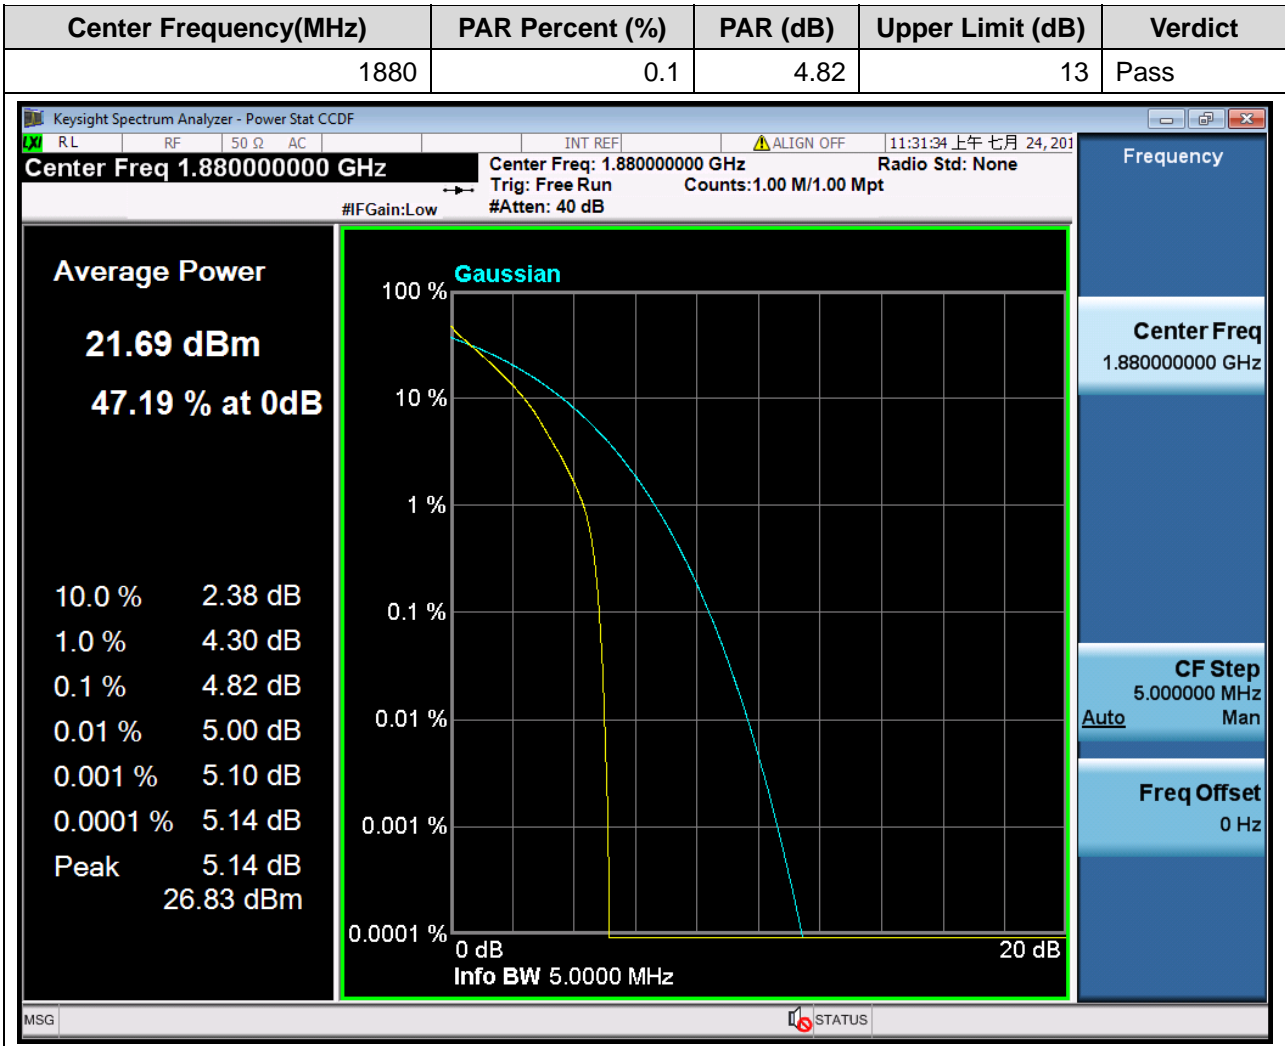 Center Frequency(MHz) PAR Percent (%) PAR (dB) Upper Limit (dB) Verdict
1880 0.1 4.82 13 Pass
Keysight Spectrum Analyzer - Power Stat CCDF
LXI RL RF 50 Ω AC INT REF ALIGN OFF 11:31:34 上午 七月 24, 201
Center Freq 1.880000000 GHz
Center Freq: 1.880000000 GHz Radio Std: None
Trig: Free Run Counts:1.00 M/1.00 Mpt
#IFGain:Low #Atten: 40 dB
Average Power
21.69 dBm
47.19 % at 0dB
10.0 % 2.38 dB
1.0 % 4.30 dB
0.1 % 4.82 dB
0.01 % 5.00 dB
0.001 % 5.10 dB
0.0001 % 5.14 dB
Peak 5.14 dB
26.83 dBm
Gaussian
100 %
10 %
1 %
0.1 %
0.01 %
0.001 %
0.0001 %
0 dB 20 dB
Info BW 5.0000 MHz
Frequency
Center Freq
1.880000000 GHz
CF Step
5.000000 MHz
Auto Man
Freq Offset
0 Hz
MSG STATUS